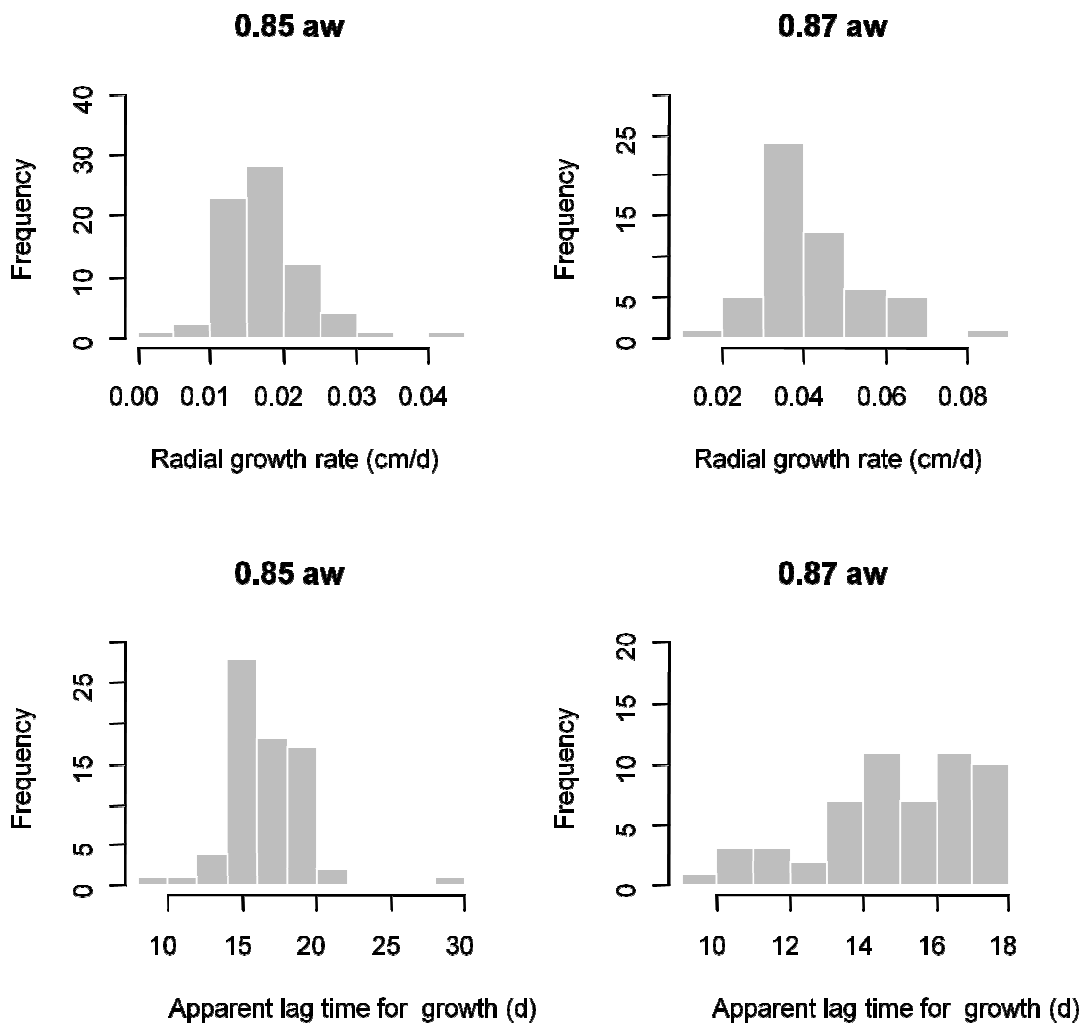 0.85 aw
Frequency
0 10 20 30 40
0.00 0.01 0.02 0.03 0.04
Radial growth rate (cm/d)
0.87 aw
Frequency
0 5 15 25
0.02 0.04 0.06 0.08
Radial growth rate (cm/d)
0.85 aw
Frequency
0 5 15 25
10 15 20 25 30
Apparent lag time for growth (d)
0.87 aw
Frequency
0 5 10 15 20
10 12 14 16 18
Apparent lag time for growth (d)